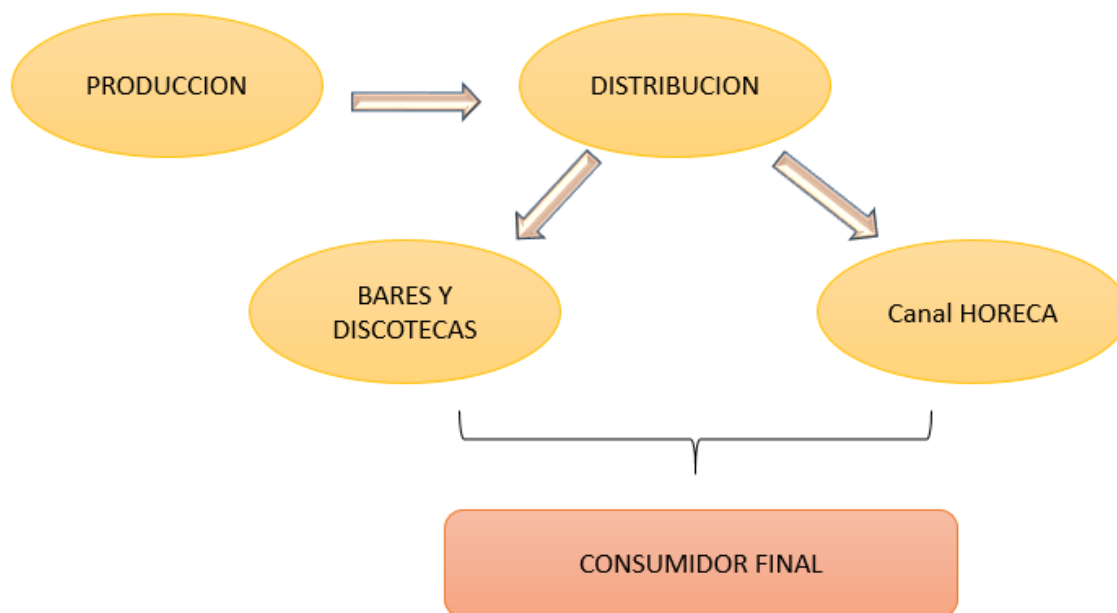 PRODUCCION
DISTRIBUCION
BARES Y
DISCOTECAS
Canal HORECA
CONSUMIDOR FINAL